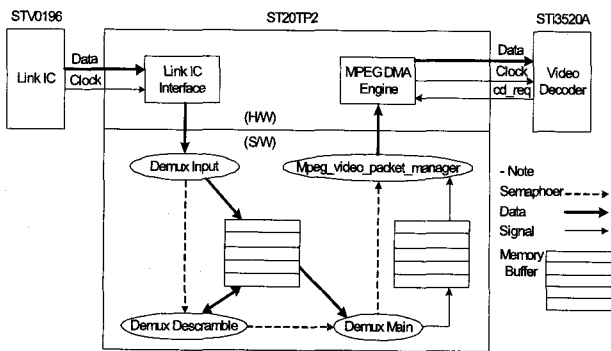 STV0196
ST20TP2
STi3520A
Link IC
Data
Clock
Link IC
Interface
MPEG DMA
Engine
Data
Clock
cd_req
Video
Decoder
(H/W)
(S/W)
Demux Input
Mpeg_video_packet_manager
- Note
Semaphoer
Data
Signal
Memory
Buffer
Demux Descramble
Demux Main